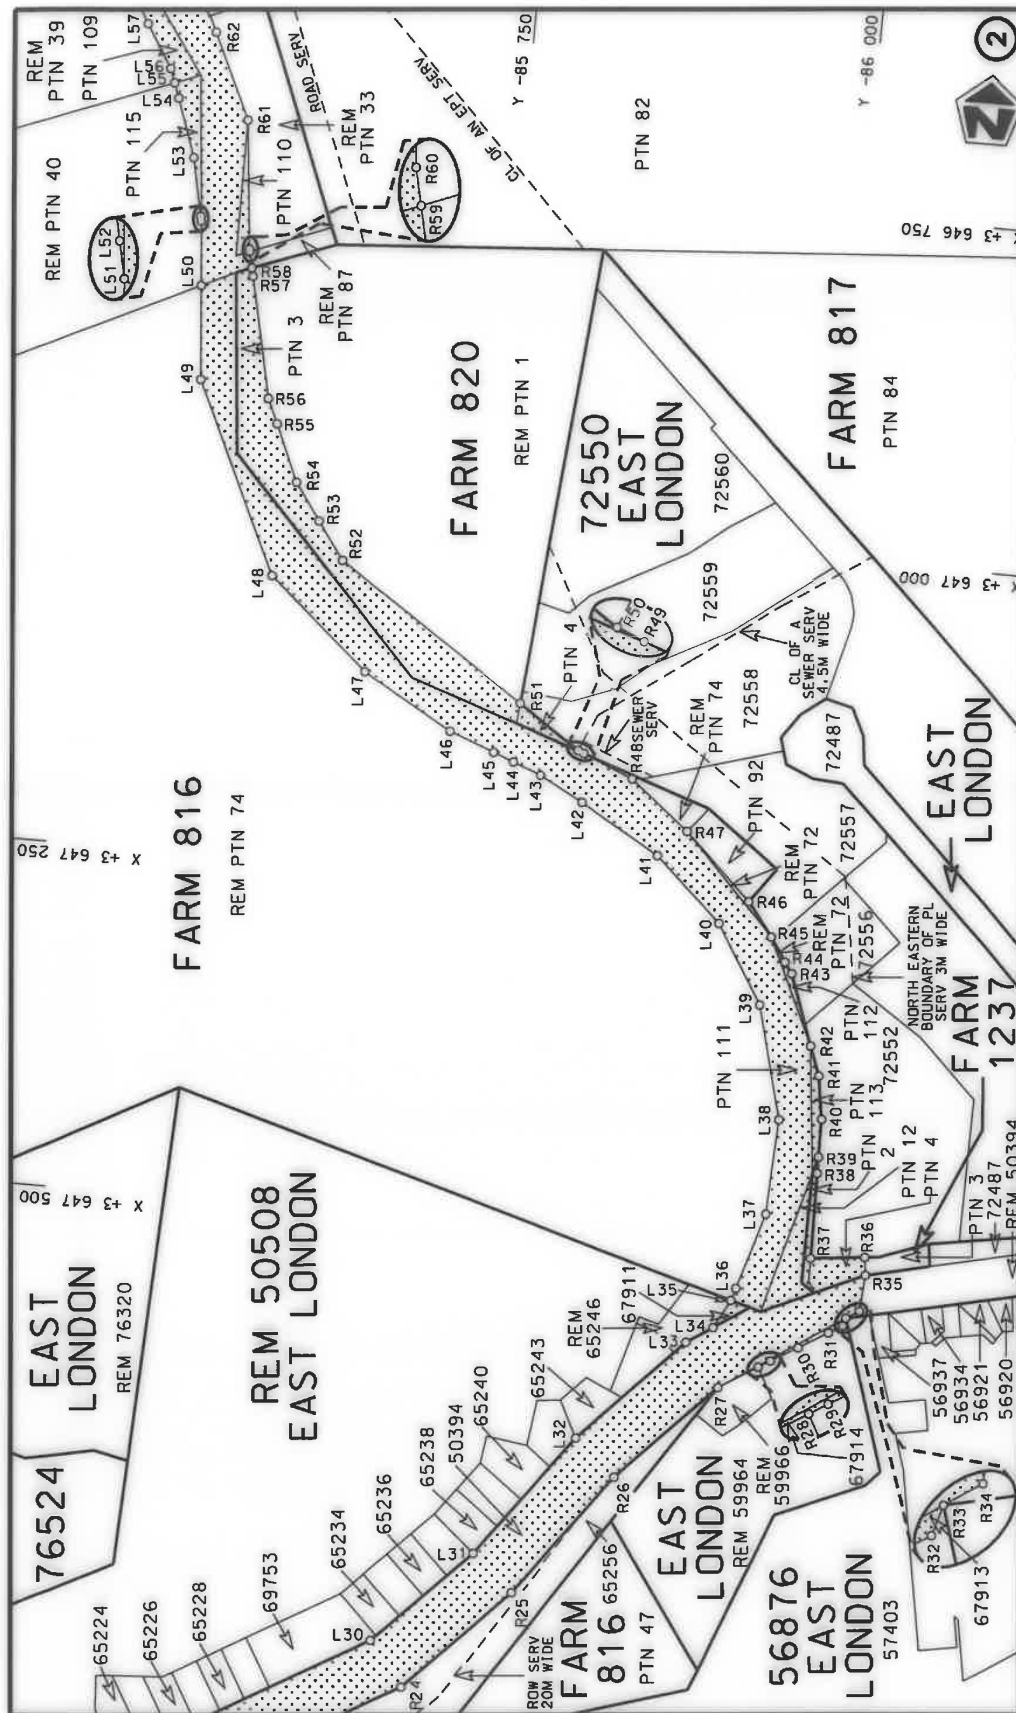 L57
REM
PTN 39
PTN 109
R62
L56
L55
L54
R61
ROAD SERV
Y -85 750
CL OF AN EPT SERV
Y -86 000
2
N
REM PTN 40
PTN 115
L53
PTN 110
REM
PTN 33
R60
R59
PTN 82
L52
L51
L50
R58
R57
REM
PTN 87
+3 646 750
PTN 3
L49
R56
R55
FARM 820
REM PTN 1
FARM 817
PTN 84
72550
EAST
LONDON
72560
R54
R53
R52
L48
X +3 647 000
72559
R50
R49
CL OF A
SEWER SERV
4.5M WIDE
PTN 4
R51
L47
L46
L45
L44
L43
L42
SEWER
SERV
R48
REM
PTN 74
72558
72487
EAST
LONDON
FARM 816
REM PTN 74
X +3 647 250
R47
PTN 92
REM
PTN 72
72557
L41
L40
R46
R45
REM
PTN 72
R44
R43
72556
NORTH EASTERN
BOUNDARY OF PL
SERV 3M WIDE
FARM
1237
L39
PTN 111
R42
PTN
112
72552
R41
R40
PTN
113
L38
R39
R38
PTN
2
PTN 12
PTN 4
PTN 3
72487
REM 50394
X +3 647 500
L37
R37
R36
R35
L36
L35
67911
L34
L33
REM
65246
EAST
LONDON
REM 76320
REM 50508
EAST LONDON
65243
65240
50394
65238
65236
65234
69753
65228
65226
65224
76524
L32
L31
L30
R31
R30
R29
R28
R27
R26
R25
R24
67914
REM
59966
EAST
LONDON
REM 59964
65256
FARM
816
PTN 47
ROW SERV
20M WIDE
56876
EAST
LONDON
57403
56937
56934
56921
56920
R34
R33
R32
67913